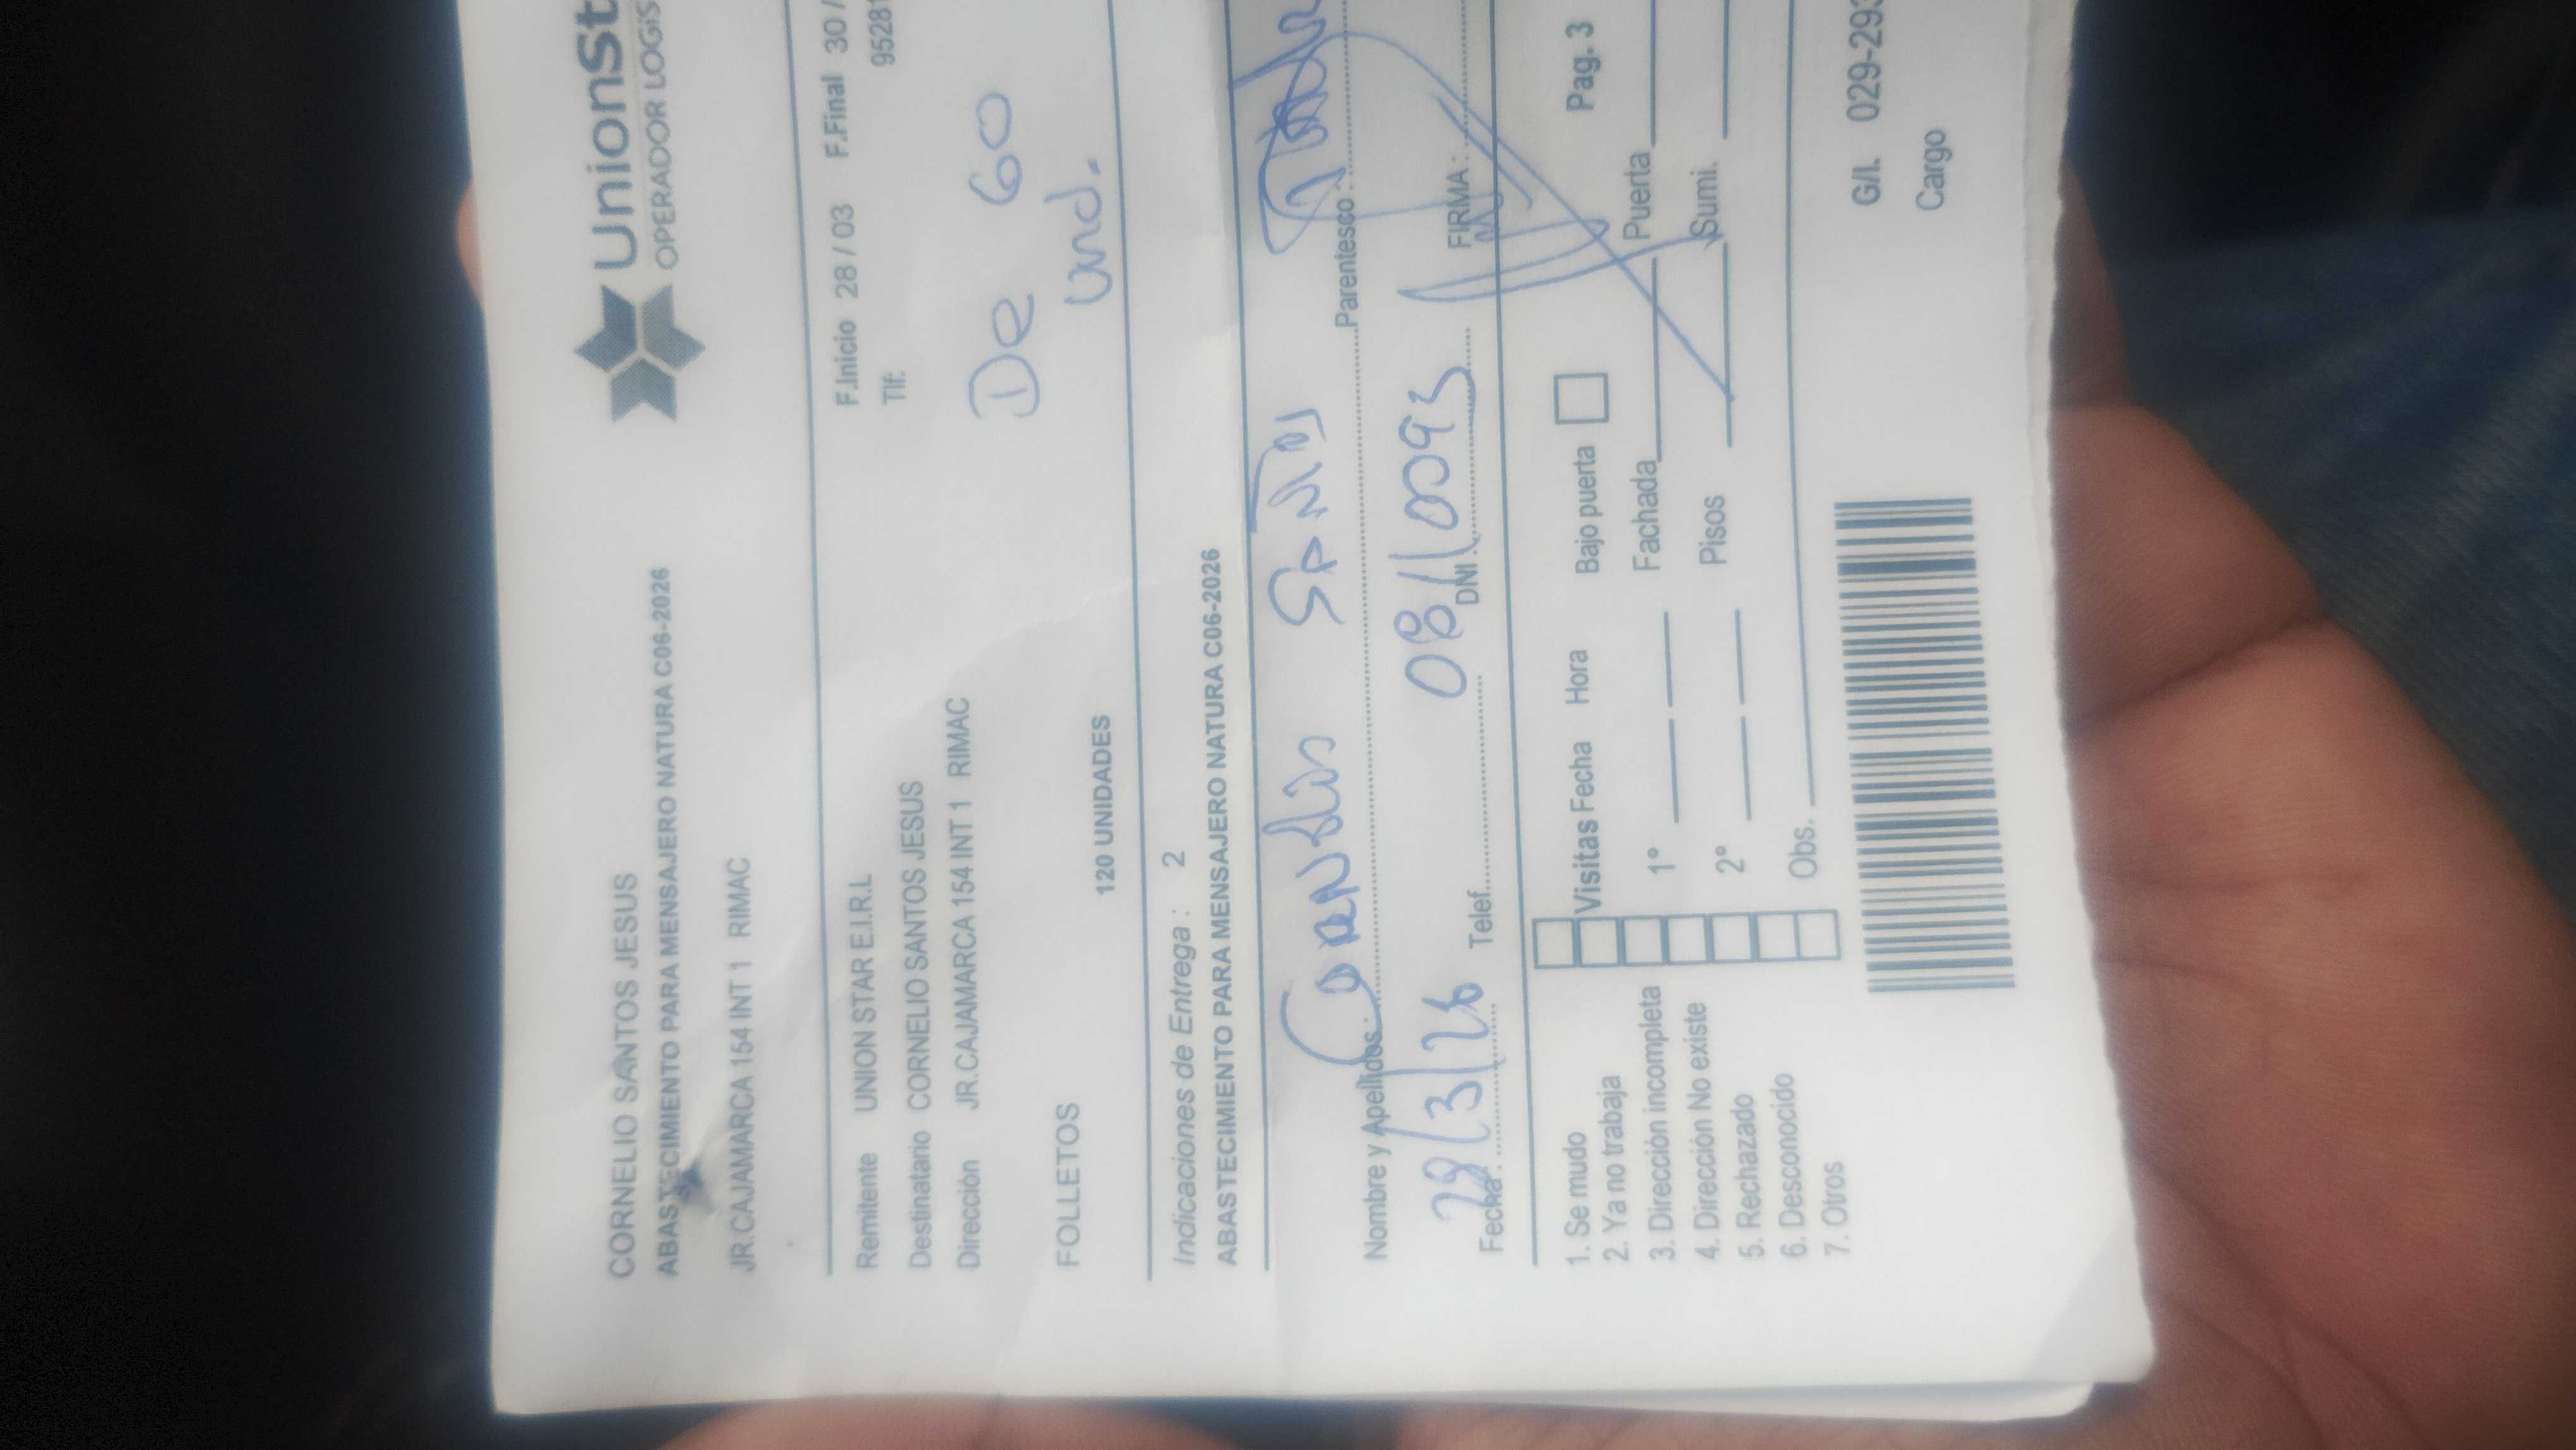 CORNELIO SANTOS JESUS
ABASTECIMIENTO PARA MENSAJERO NATURA C06-2026
JR.CAJAMARCA 154 INT 1 RIMAC
UnionSt
OPERADOR LOGIS
Remitente UNION STAR E.I.R.L F.Inicio 28 / 03 F.Final 30 /
Destinatario CORNELIO SANTOS JESUS Tlf: 95281
Dirección JR.CAJAMARCA 154 INT 1 RIMAC
De 60
und.
FOLLETOS
120 UNIDADES
Indicaciones de Entrega : 2
ABASTECIMIENTO PARA MENSAJERO NATURA C06-2026
Nombre y Apellidos: Parentesco :
Fecha : Telef. DNI : 08110093 FIRMA :
1. Se mudo Visitas Fecha Hora Bajo puerta Pag. 3
2. Ya no trabaja
3. Dirección incompleta 1° Fachada Puerta
4. Dirección No existe
5. Rechazado 2° Pisos Sumi.
6. Desconocido
7. Otros Obs.
G/I. 029-293
Cargo